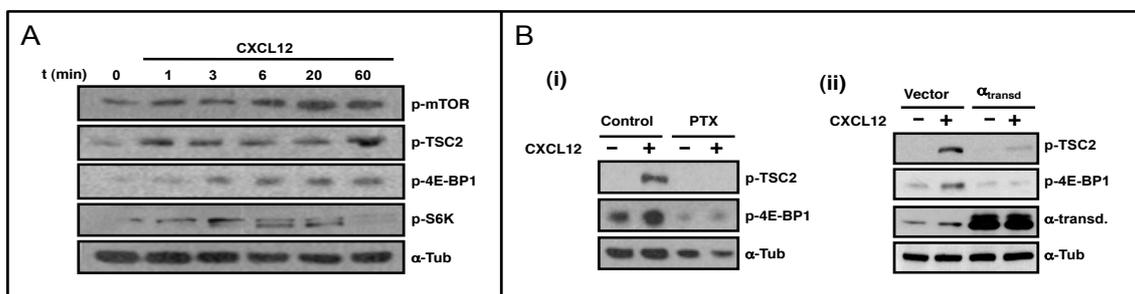 A
CXCL12
t (min) 0 1 3 6 20 60
p-mTOR
p-TSC2
p-4E-BP1
p-S6K
α-Tub
B
(i)
Control PTX
CXCL12 − + − +
p-TSC2
p-4E-BP1
α-Tub
(ii)
Vector αtransd
CXCL12 − + − +
p-TSC2
p-4E-BP1
α-transd.
α-Tub